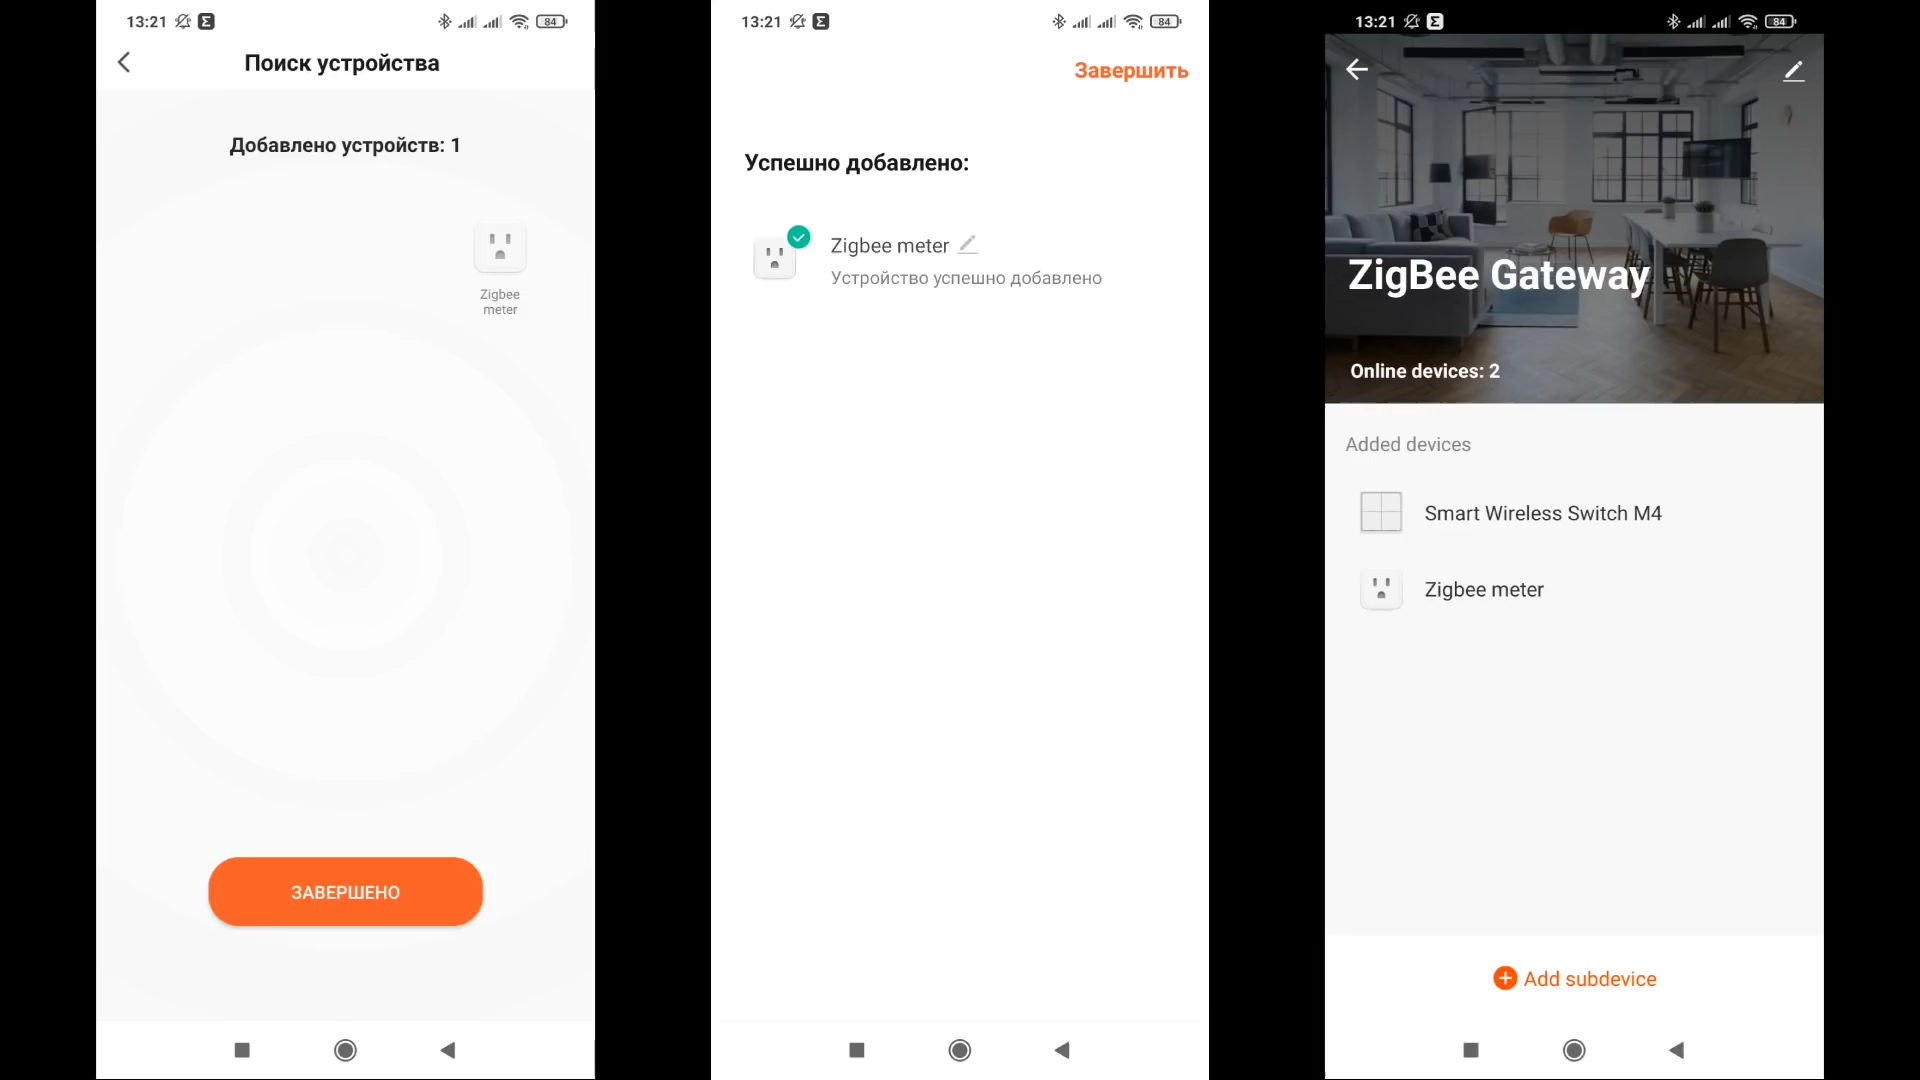 13:21
84
Поиск устройства
Добавлено устройств: 1
Zigbee
meter
ЗАВЕРШЕНО
13:21
84
Завершить
Успешно добавлено:
Zigbee meter
Устройство успешно добавлено
13:21
84
ZigBee Gateway
Online devices: 2
Added devices
Smart Wireless Switch M4
Zigbee meter
Add subdevice